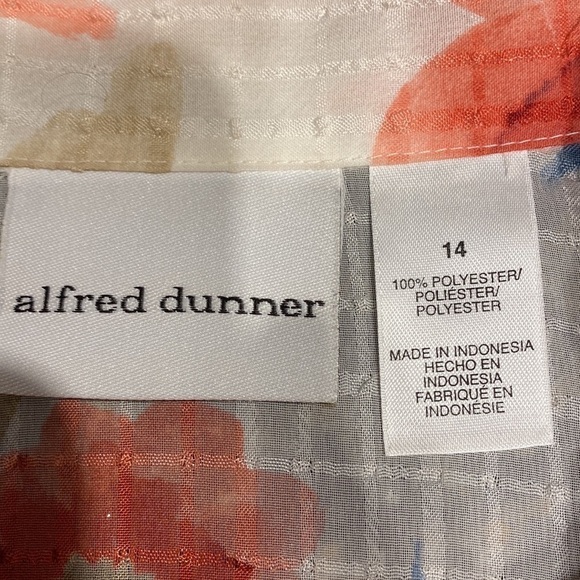 alfred dunner
14
100% POLYESTER/
POLIÉSTER/
POLYESTER
MADE IN INDONESIA
HECHO EN
INDONESIA
FABRIQUÉ EN
INDONÉSIE